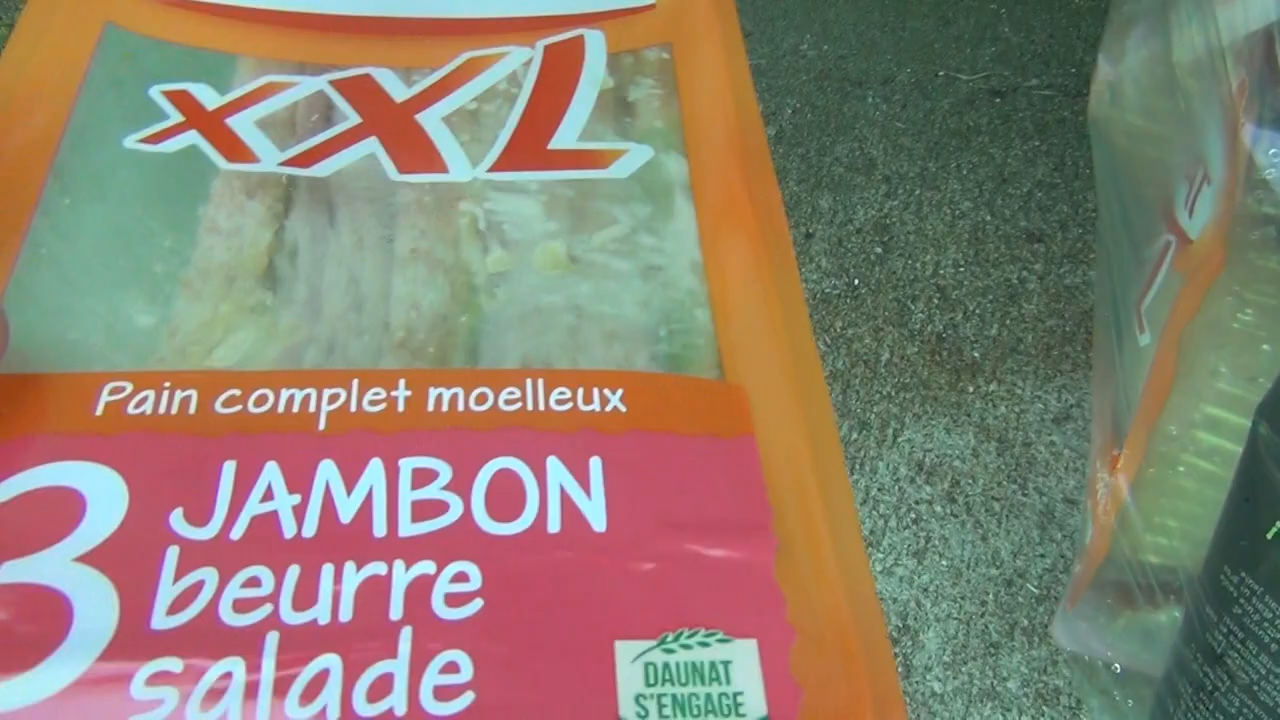 XXL
Pain complet moelleux
3 JAMBON
beurre
salade
DAUNAT
S'ENGAGE